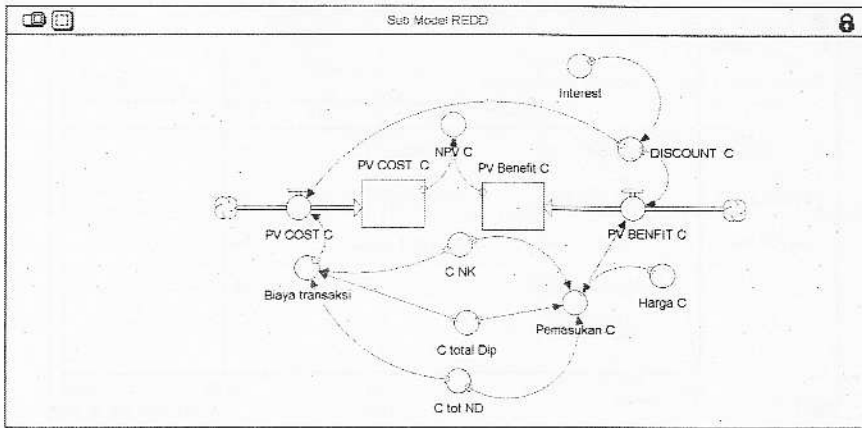 Sub Model REDD
Interest
NPV C
DISCOUNT C
PV COST C
PV Benefit C
PV COST C
PV BENFIT C
C NK
Biaya transaksi
Harga C
Pemasukan C
C total Dip
C tot ND